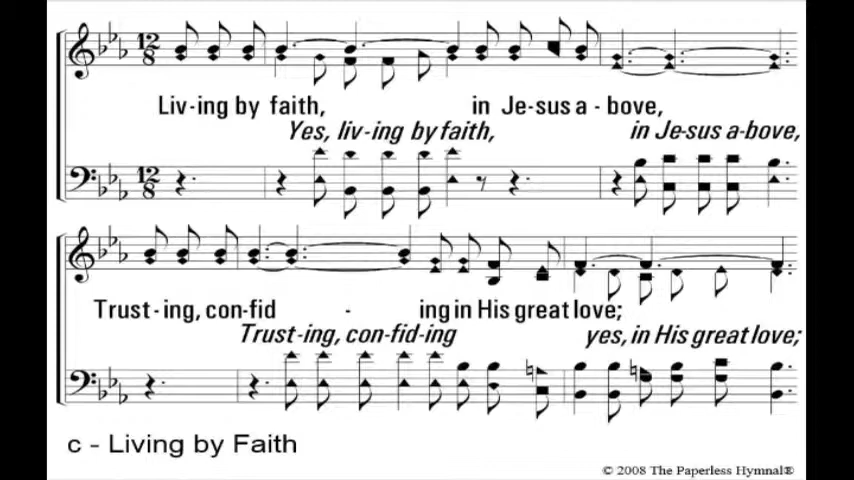 Liv-ing by faith, in Je-sus a - bove,
Yes, liv-ing by faith, in Je-sus a-bove,
Trust-ing, con-fid - ing in His great love;
Trust-ing, con-fid-ing yes, in His great love;
c - Living by Faith
© 2008 The Paperless Hymnal®